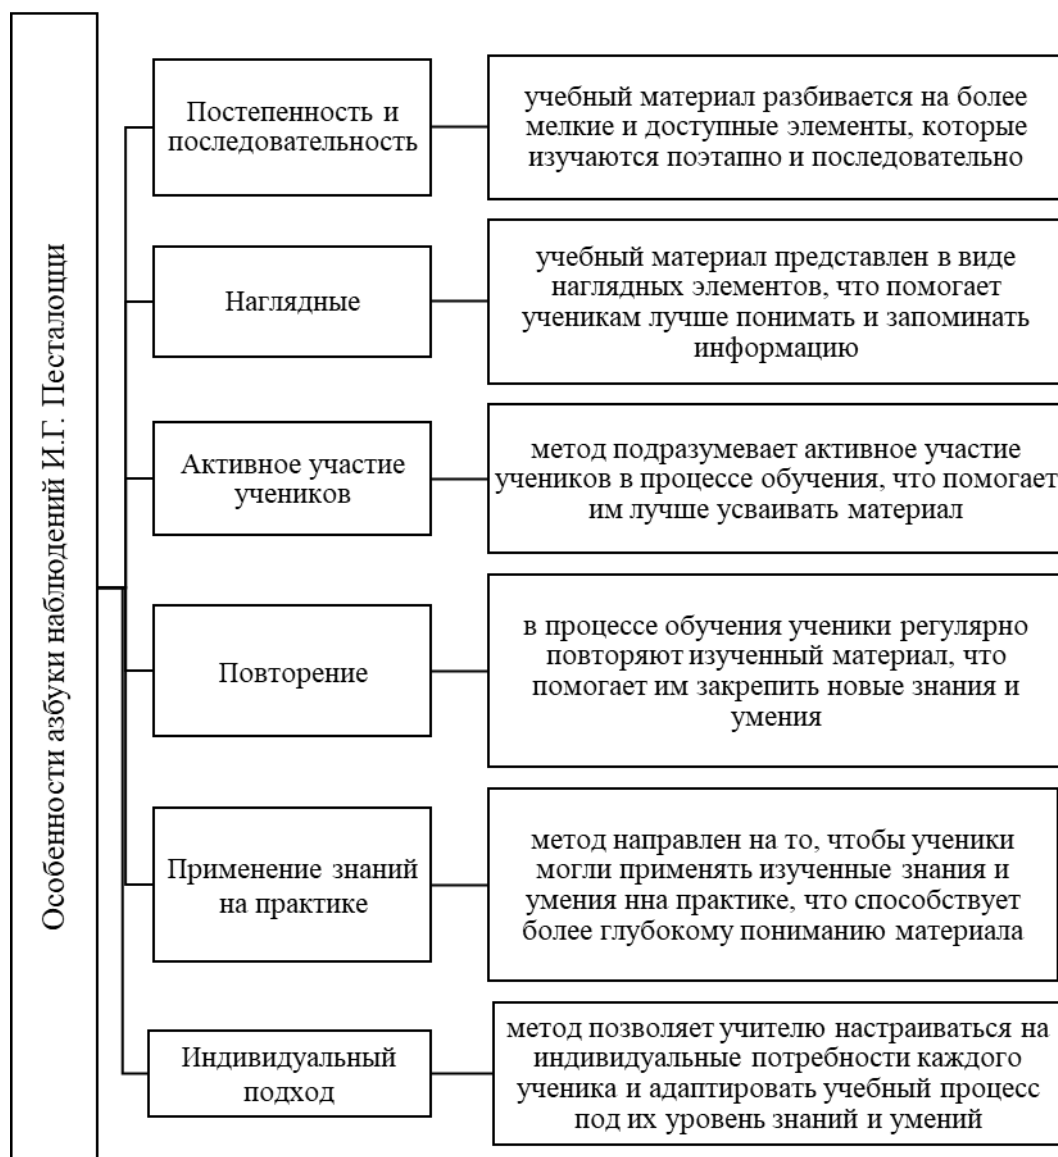 Особенности азбуки наблюдений И.Г. Песталоцци
Постепенность и
последовательность
учебный материал разбивается на более
мелкие и доступные элементы, которые
изучаются поэтапно и последовательно
Наглядные
учебный материал представлен в виде
наглядных элементов, что помогает
ученикам лучше понимать и запоминать
информацию
Активное участие
учеников
метод подразумевает активное участие
учеников в процессе обучения, что помогает
им лучше усваивать материал
Повторение
в процессе обучения ученики регулярно
повторяют изученный материал, что
помогает им закрепить новые знания и
умения
Применение знаний
на практике
метод направлен на то, чтобы ученики
могли применять изученные знания и
умения нна практике, что способствует
более глубокому пониманию материала
Индивидуальный
подход
метод позволяет учителю настраиваться на
индивидуальные потребности каждого
ученика и адаптировать учебный процесс
под их уровень знаний и умений